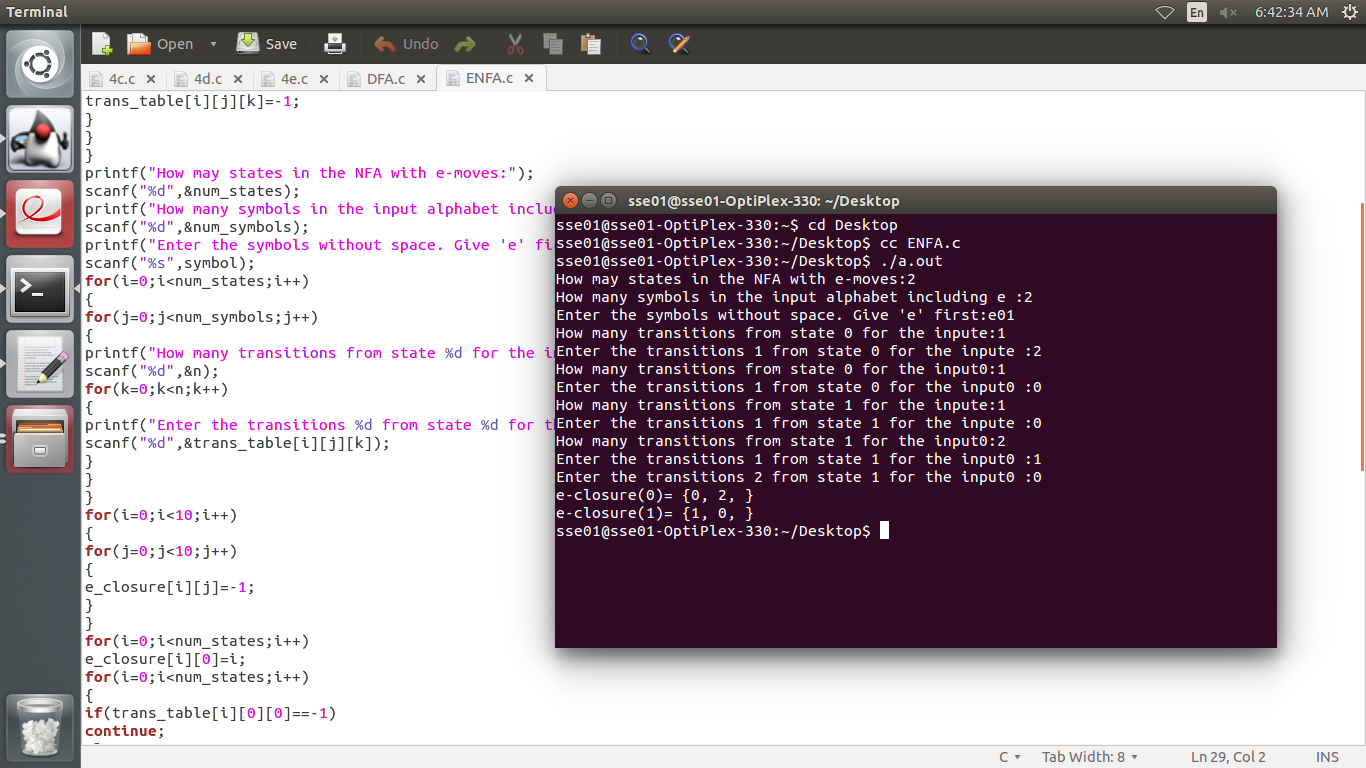 Terminal
En
6:42:34 AM
Open
Save
Undo
4c.c
4d.c
4e.c
DFA.c
ENFA.c
trans_table[i][j][k]=-1;
}
}
}
printf("How may states in the NFA with e-moves:");
scanf("%d",&num_states);
printf("How many symbols in the input alphabet inclu
scanf("%d",&num_symbols);
printf("Enter the symbols without space. Give 'e' fi
scanf("%s",symbol);
for(i=0;i<num_states;i++)
{
for(j=0;j<num_symbols;j++)
{
printf("How many transitions from state %d for the i
scanf("%d",&n);
for(k=0;k<n;k++)
{
printf("Enter the transitions %d from state %d for t
scanf("%d",&trans_table[i][j][k]);
}
}
}
for(i=0;i<10;i++)
{
for(j=0;j<10;j++)
{
e_closure[i][j]=-1;
}
}
for(i=0;i<num_states;i++)
e_closure[i][0]=i;
for(i=0;i<num_states;i++)
{
if(trans_table[i][0][0]==-1)
continue;
sse01@sse01-OptiPlex-330: ~/Desktop
sse01@sse01-OptiPlex-330:~$ cd Desktop
sse01@sse01-OptiPlex-330:~/Desktop$ cc ENFA.c
sse01@sse01-OptiPlex-330:~/Desktop$ ./a.out
How may states in the NFA with e-moves:2
How many symbols in the input alphabet including e :2
Enter the symbols without space. Give 'e' first:e01
How many transitions from state 0 for the inpute:1
Enter the transitions 1 from state 0 for the inpute :2
How many transitions from state 0 for the input0:1
Enter the transitions 1 from state 0 for the input0 :0
How many transitions from state 1 for the inpute:1
Enter the transitions 1 from state 1 for the inpute :0
How many transitions from state 1 for the input0:2
Enter the transitions 1 from state 1 for the input0 :1
Enter the transitions 2 from state 1 for the input0 :0
e-closure(0)= {0, 2, }
e-closure(1)= {1, 0, }
sse01@sse01-OptiPlex-330:~/Desktop$
C
Tab Width: 8
Ln 29, Col 2
INS